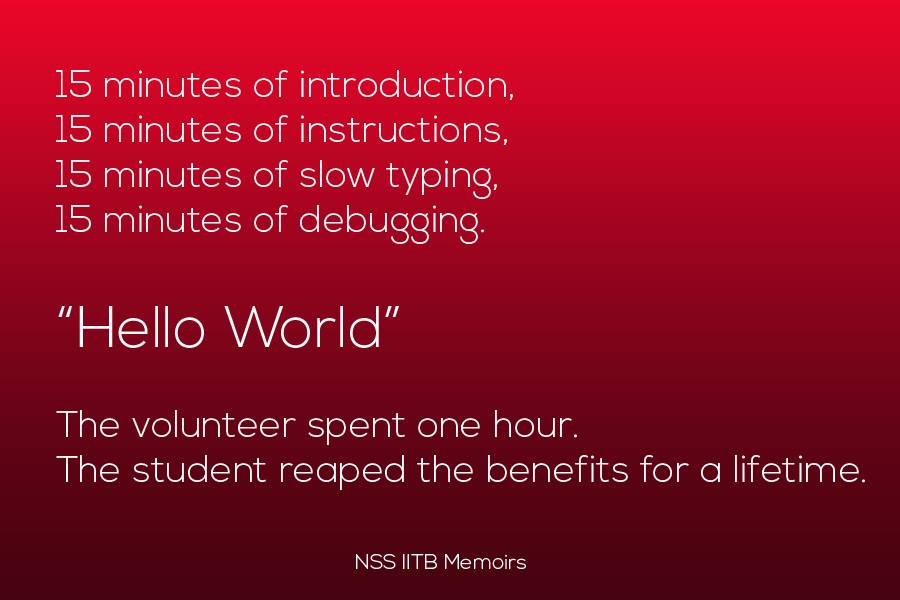 15 minutes of introduction,
15 minutes of instructions,
15 minutes of slow typing,
15 minutes of debugging.
“Hello World”
The volunteer spent one hour.
The student reaped the benefits for a lifetime.
NSS IITB Memoirs